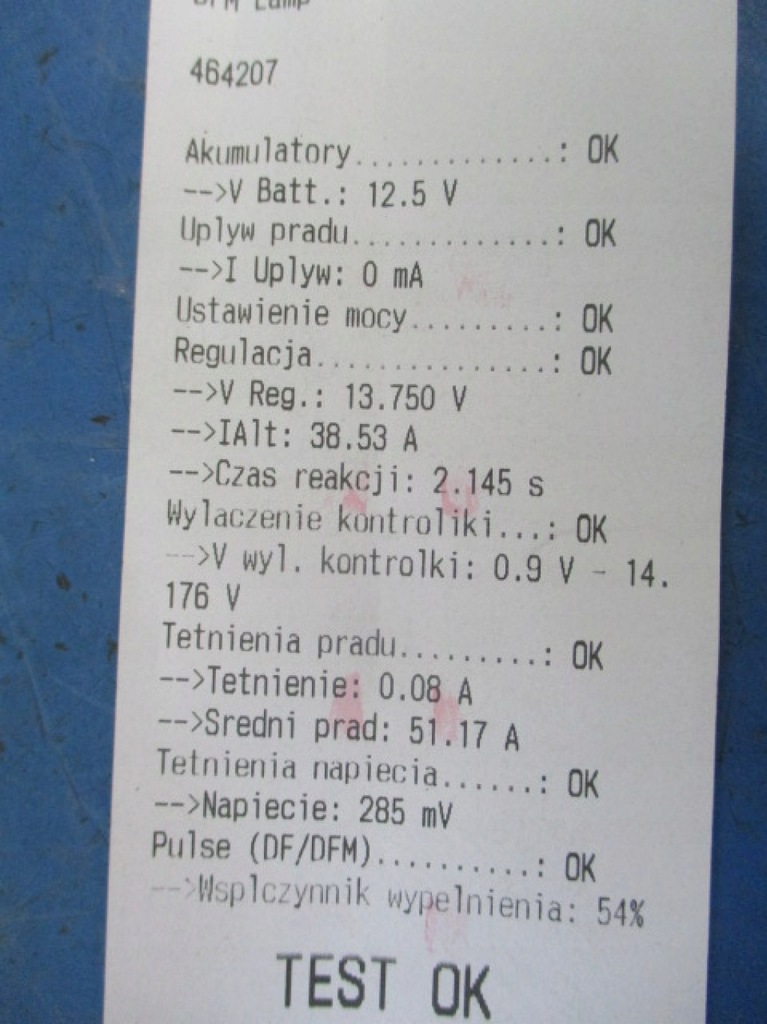 DFM Lamp
464207
Akumulatory..............: OK
-->V Batt.: 12.5 V
Uplyw pradu..............: OK
-->I Uplyw: 0 mA
Ustawienie mocy.........: OK
Regulacja................: OK
-->V Reg.: 13.750 V
-->IAlt: 38.53 A
-->Czas reakcji: 2.145 s
Wylaczenie kontroliki...: OK
-->V wyl. kontrolki: 0.9 V - 14.
176 V
Tetnienia pradu.........: OK
-->Tetnienie: 0.08 A
-->Sredni prad: 51.17 A
Tetnienia napiecia......: OK
-->Napiecie: 285 mV
Pulse (DF/DFM)...........: OK
-->Wsplczynnik wypelnienia: 54%
TEST OK